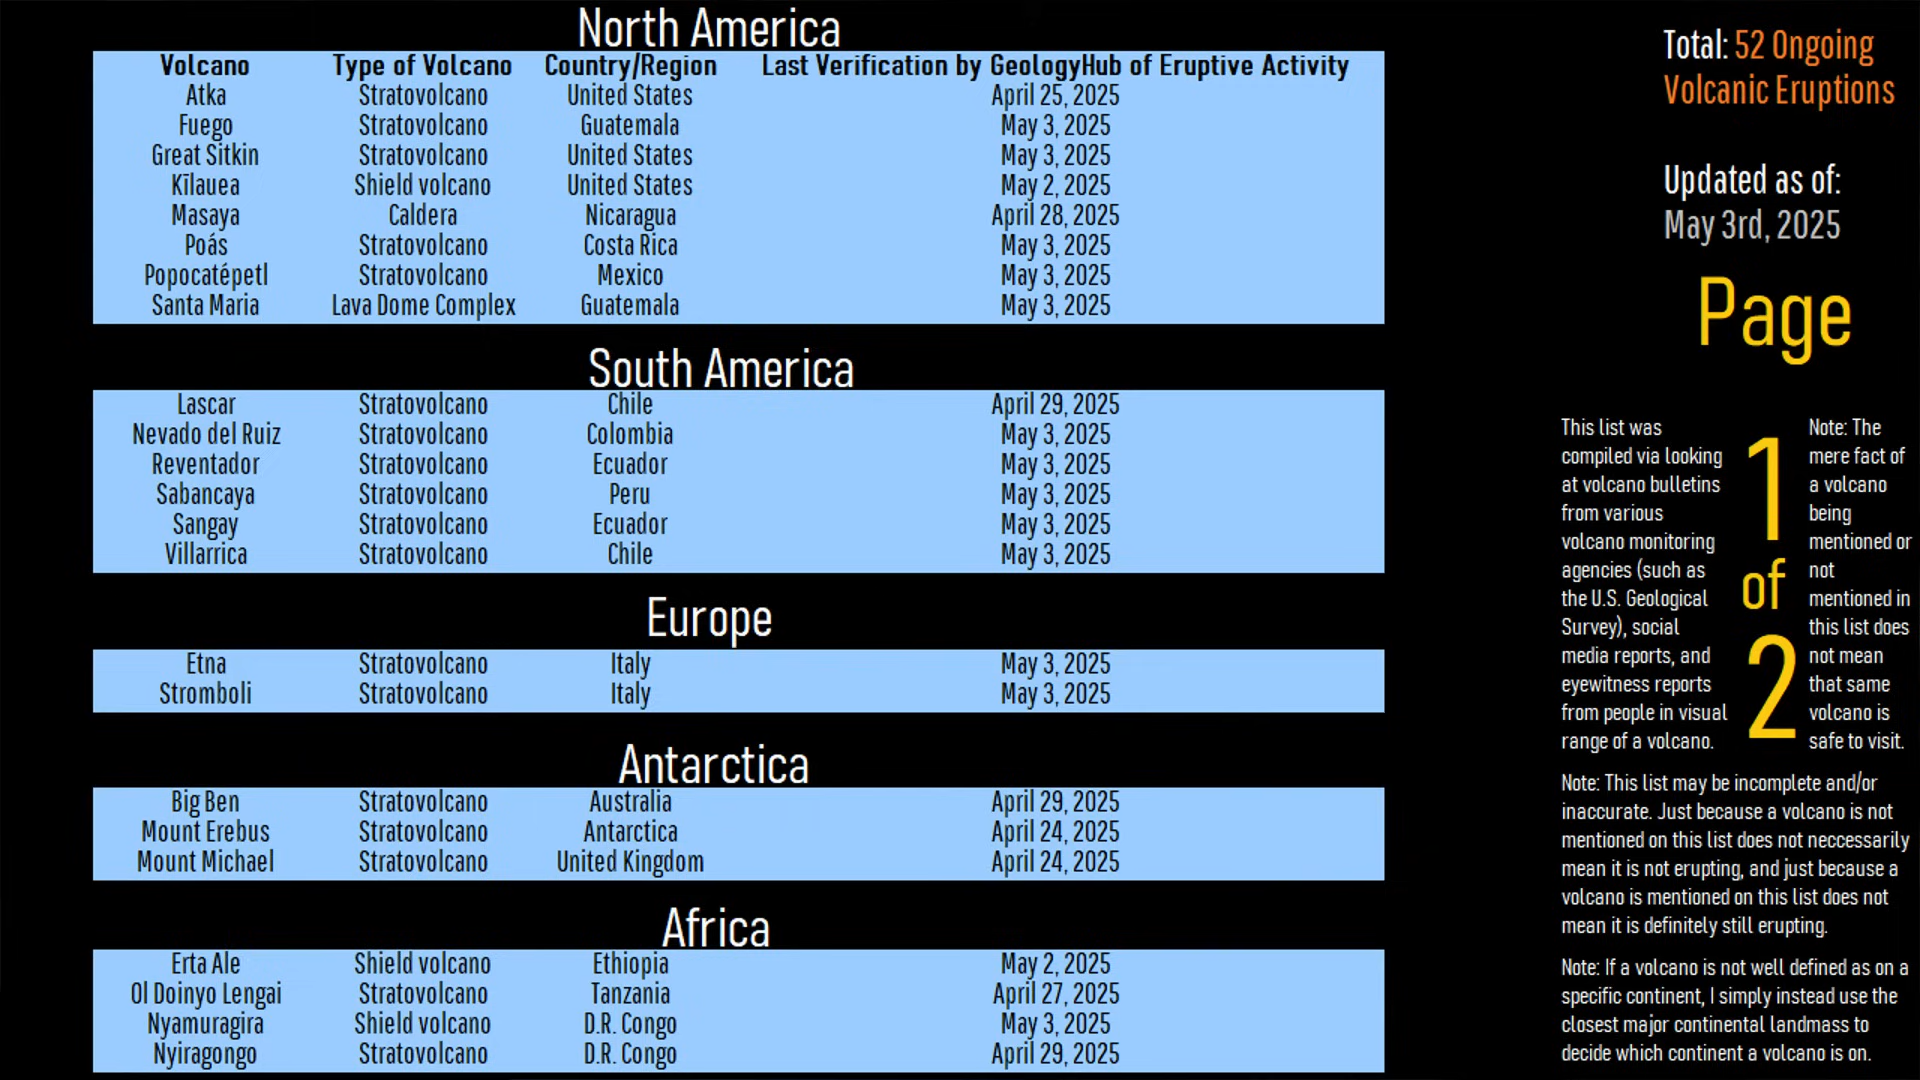 North America
Volcano Type of Volcano Country/Region Last Verification by GeologyHub of Eruptive Activity
Atka Stratovolcano United States April 25, 2025
Fuego Stratovolcano Guatemala May 3, 2025
Great Sitkin Stratovolcano United States May 3, 2025
Kīlauea Shield volcano United States May 2, 2025
Masaya Caldera Nicaragua April 28, 2025
Poás Stratovolcano Costa Rica May 3, 2025
Popocatépetl Stratovolcano Mexico May 3, 2025
Santa Maria Lava Dome Complex Guatemala May 3, 2025
South America
Lascar Stratovolcano Chile April 29, 2025
Nevado del Ruiz Stratovolcano Colombia May 3, 2025
Reventador Stratovolcano Ecuador May 3, 2025
Sabancaya Stratovolcano Peru May 3, 2025
Sangay Stratovolcano Ecuador May 3, 2025
Villarrica Stratovolcano Chile May 3, 2025
Europe
Etna Stratovolcano Italy May 3, 2025
Stromboli Stratovolcano Italy May 3, 2025
Antarctica
Big Ben Stratovolcano Australia April 29, 2025
Mount Erebus Stratovolcano Antarctica April 24, 2025
Mount Michael Stratovolcano United Kingdom April 24, 2025
Africa
Erta Ale Shield volcano Ethiopia May 2, 2025
Ol Doinyo Lengai Stratovolcano Tanzania April 27, 2025
Nyamuragira Shield volcano D.R. Congo May 3, 2025
Nyiragongo Stratovolcano D.R. Congo April 29, 2025
Total: 52 Ongoing
Volcanic Eruptions
Updated as of:
May 3rd, 2025
Page
1
of
2
This list was
compiled via looking
at volcano bulletins
from various
volcano monitoring
agencies (such as
the U.S. Geological
Survey), social
media reports, and
eyewitness reports
from people in visual
range of a volcano.
Note: The
mere fact of
a volcano
being
mentioned or
not
mentioned in
this list does
not mean
that same
volcano is
safe to visit.
Note: This list may be incomplete and/or
inaccurate. Just because a volcano is not
mentioned on this list does not neccessarily
mean it is not erupting, and just because a
volcano is mentioned on this list does not
mean it is definitely still erupting.
Note: If a volcano is not well defined as on a
specific continent, I simply instead use the
closest major continental landmass to
decide which continent a volcano is on.